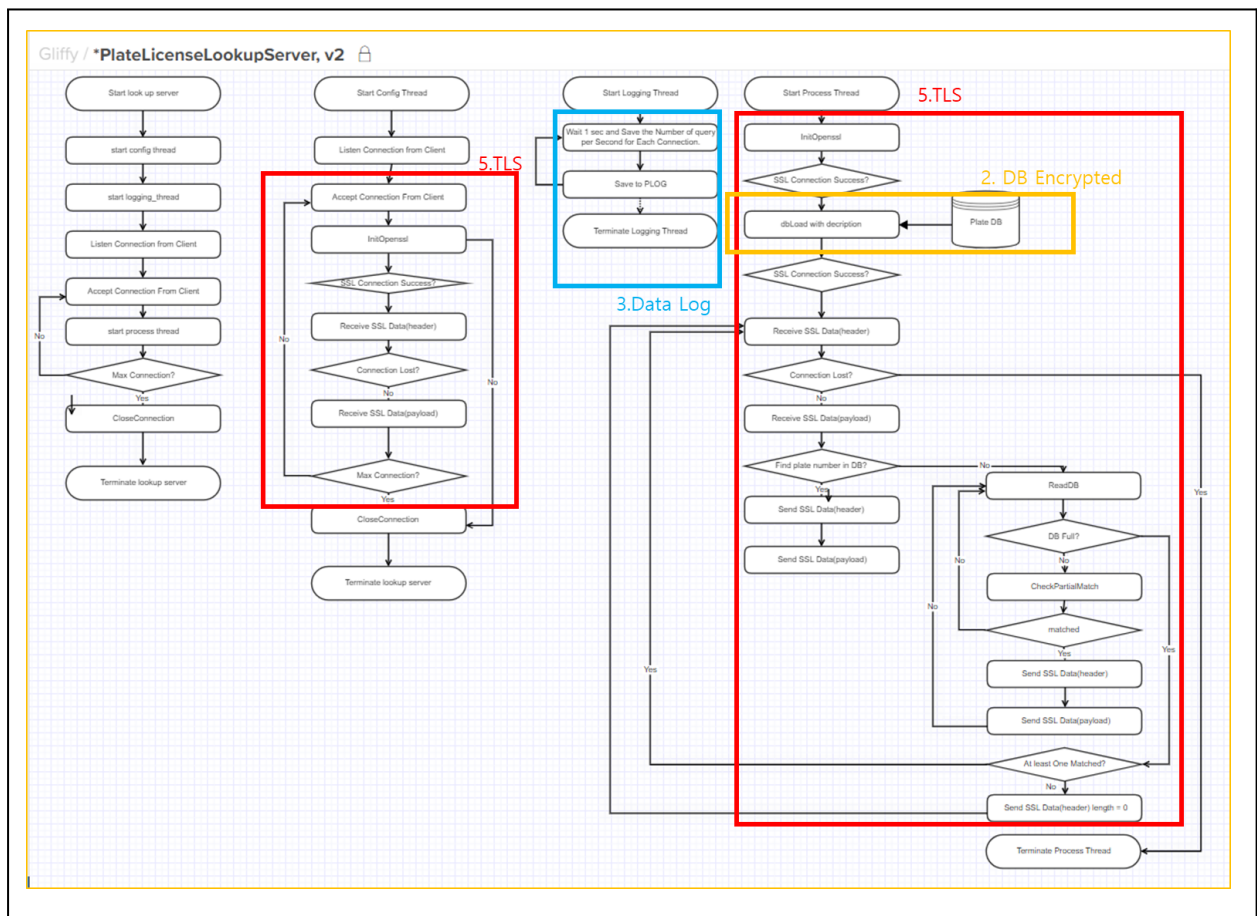 Gliffy / *PlateLicenseLookupServer, v2
Start look up server
start config thread
start logging_thread
Listen Connection from Client
Accept Connection From Client
start process thread
No
Max Connection?
Yes
CloseConnection
Terminate lookup server
Start Config Thread
Listen Connection from Client
5.TLS
Accept Connection From Client
InitOpenssl
SSL Connection Success?
Receive SSL Data(header)
No
Connection Lost?
No
No
Receive SSL Data(payload)
Max Connection?
Yes
CloseConnection
Terminate lookup server
Start Logging Thread
Wait 1 sec and Save the Number of query
per Second for Each Connection.
Save to PLOG
Terminate Logging Thread
3.Data Log
Start Process Thread
5.TLS
InitOpenssl
SSL Connection Success?
2. DB Encrypted
dbLoad with decription
Plate DB
SSL Connection Success?
Receive SSL Data(header)
Connection Lost?
No
Receive SSL Data(payload)
Find plate number in DB?
No
Yes
Send SSL Data(header)
Send SSL Data(payload)
ReadDB
Yes
DB Full?
No
No
CheckPartialMatch
No
matched
Yes
Yes
Yes
Send SSL Data(header)
Send SSL Data(payload)
At least One Matched?
No
Send SSL Data(header) length = 0
Terminate Process Thread